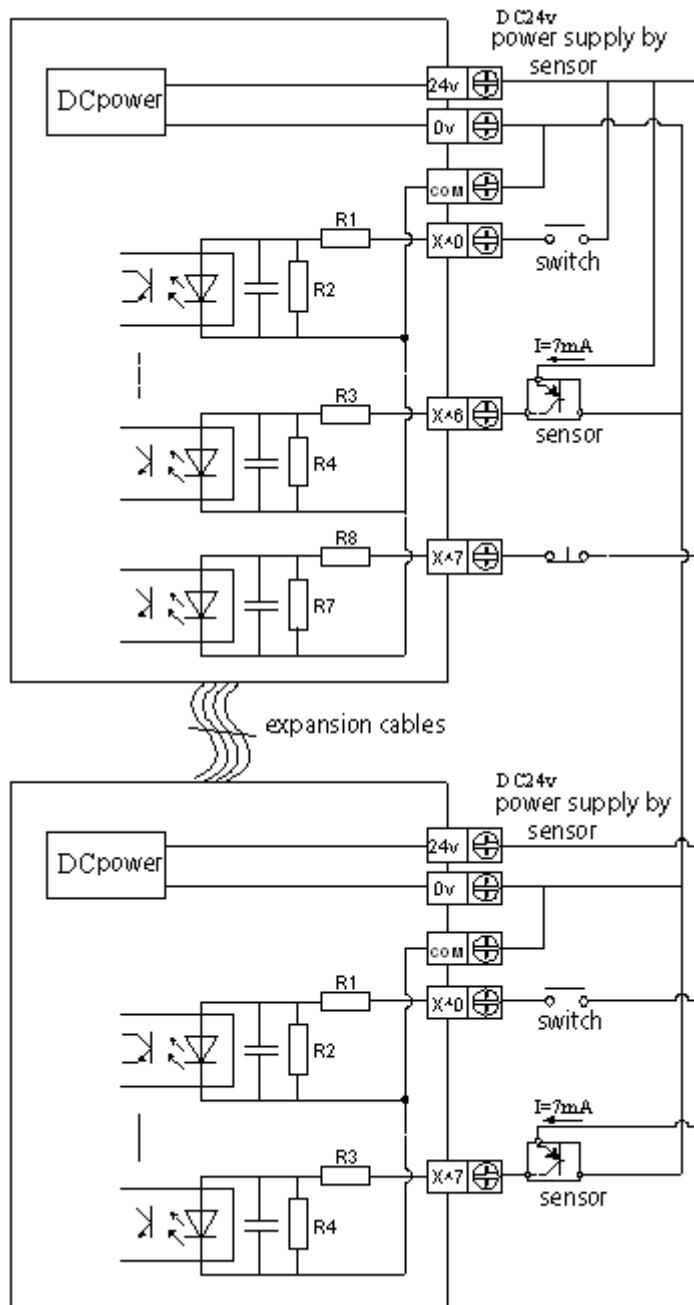 DC24v
power supply by
sensor
DCpower
24v
0v
COM
R1
X^0
R2
switch
I=7mA
R3
X^6
R4
sensor
R8
X^7
R7
expansion cables
DC24v
power supply by
sensor
DCpower
24v
0v
COM
R1
X^0
R2
switch
I=7mA
R3
X^7
R4
sensor